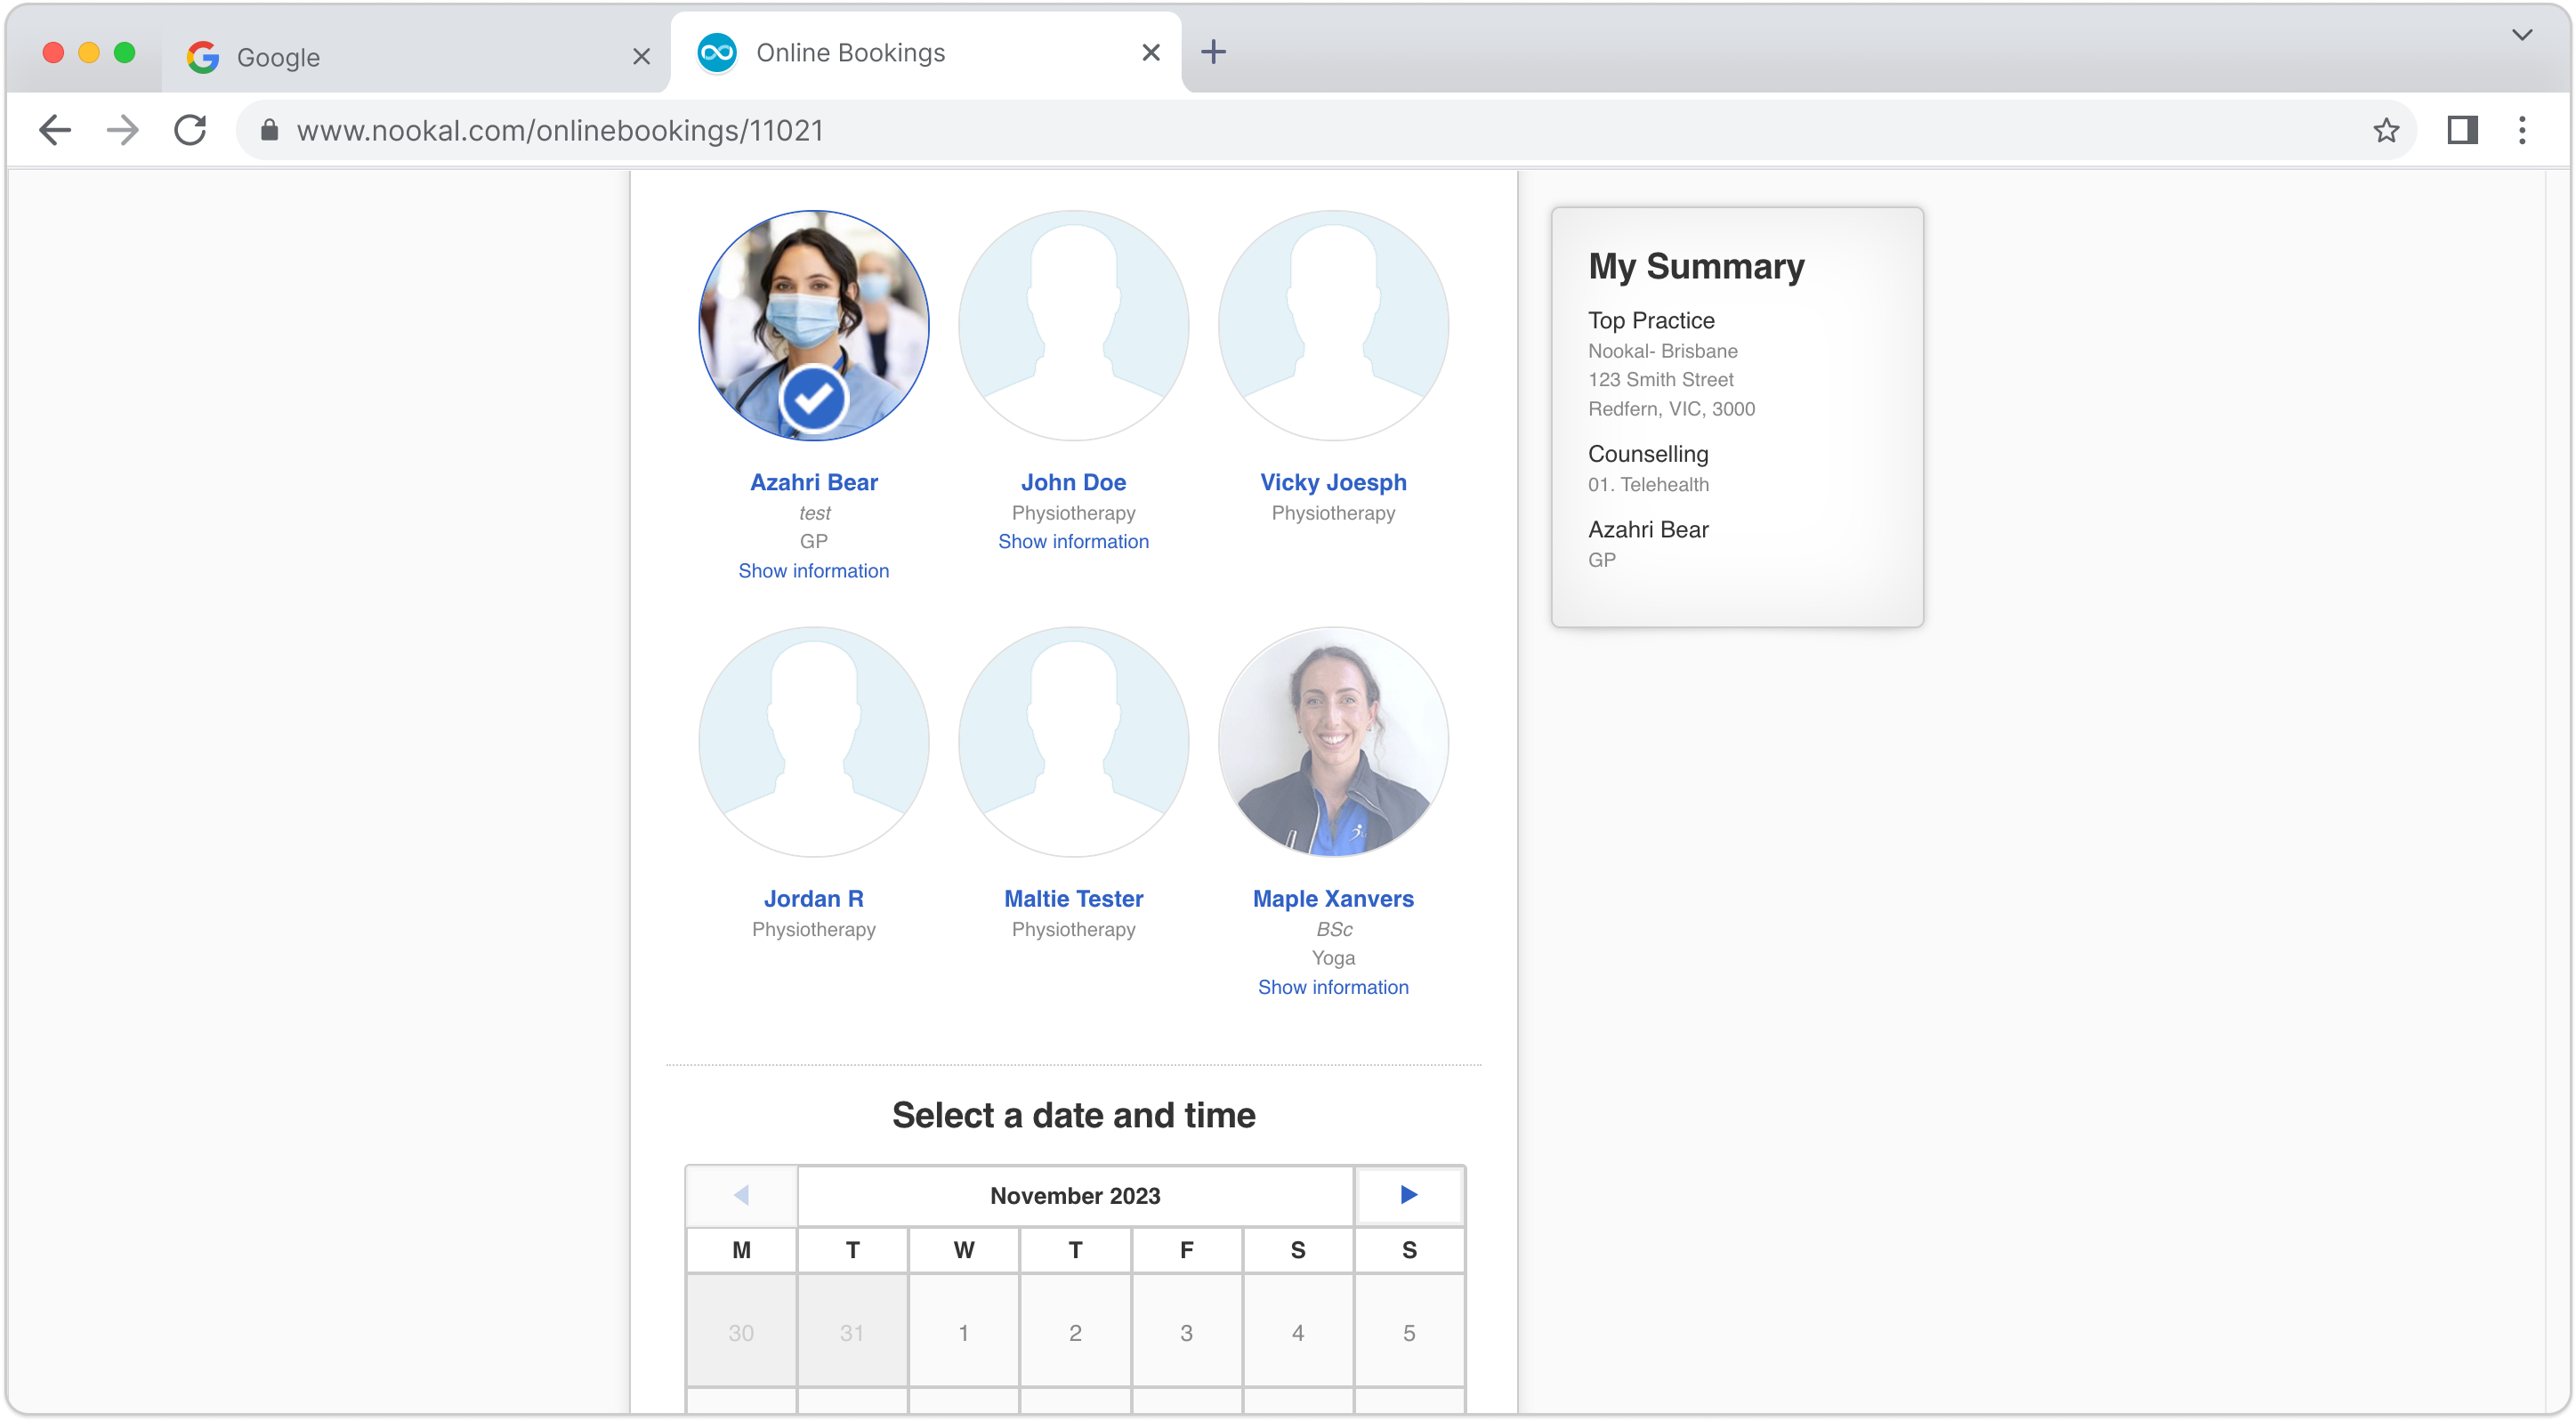 Google
Online Bookings
www.nookal.com/onlinebookings/11021
Azahri Bear
test
GP
Show information
John Doe
Physiotherapy
Show information
Vicky Joesph
Physiotherapy
Jordan R
Physiotherapy
Maltie Tester
Physiotherapy
Maple Xanvers
BSc
Yoga
Show information
My Summary
Top Practice
Nookal- Brisbane
123 Smith Street
Redfern, VIC, 3000
Counselling
01. Telehealth
Azahri Bear
GP
Select a date and time
November 2023
M T W T F S S
30 31 1 2 3 4 5